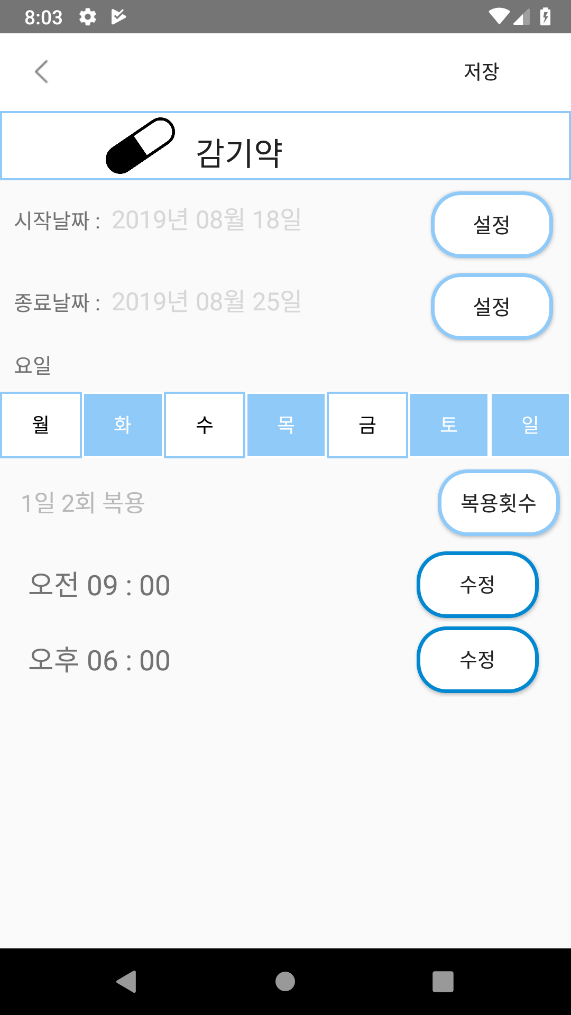 8:03
저장
감기약
시작날짜 : 2019년 08월 18일 설정
종료날짜 : 2019년 08월 25일 설정
요일
월 화 수 목 금 토 일
1일 2회 복용 복용횟수
오전 09 : 00 수정
오후 06 : 00 수정